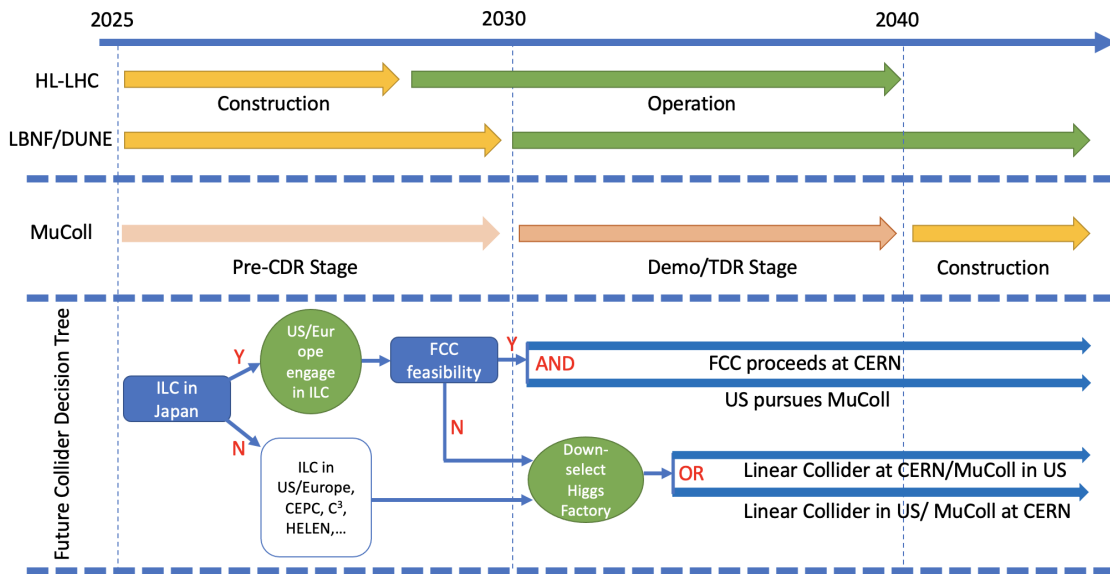 2025
2030
2040
HL-LHC
Construction
Operation
LBNF/DUNE
MuColl
Pre-CDR Stage
Demo/TDR Stage
Construction
Future Collider Decision Tree
ILC in
Japan
Y
N
US/Eur
ope
engage
in ILC
ILC in
US/Europe,
CEPC, C³,
HELEN,...
FCC
feasibility
Y
N
AND
FCC proceeds at CERN
US pursues MuColl
Down-
select
Higgs
Factory
OR
Linear Collider at CERN/MuColl in US
Linear Collider in US/ MuColl at CERN